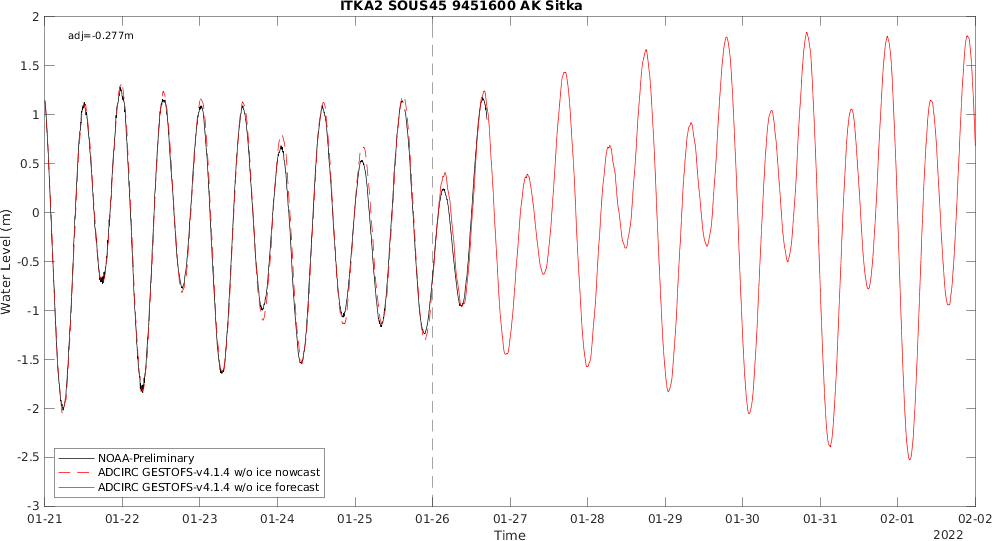 ITKA2 SOUS45 9451600 AK Sitka
adj=-0.277m
2
1.5
1
0.5
0
-0.5
-1
-1.5
-2
-2.5
-3
Water Level (m)
NOAA-Preliminary
ADCIRC GESTOFS-v4.1.4 w/o ice nowcast
ADCIRC GESTOFS-v4.1.4 w/o ice forecast
01-21 01-22 01-23 01-24 01-25 01-26 01-27 01-28 01-29 01-30 01-31 02-01 02-02
Time
2022